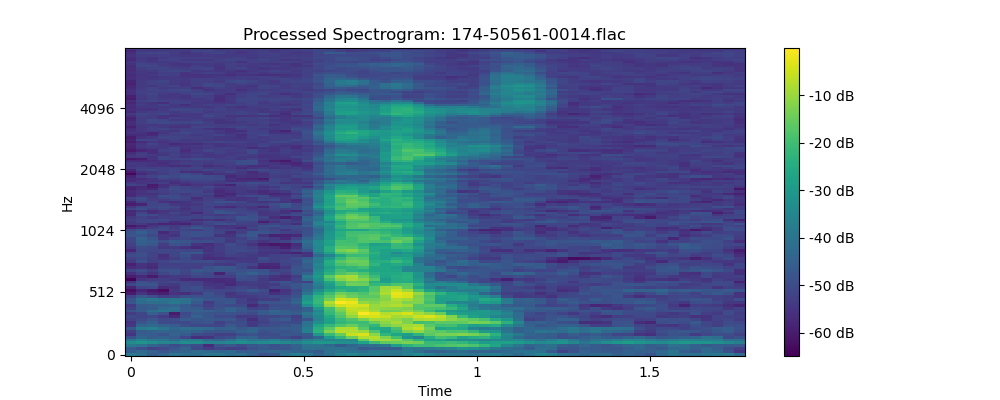 Processed Spectrogram: 174-50561-0014.flac
Hz
4096
2048
1024
512
0
0
0.5
1
1.5
Time
-10 dB
-20 dB
-30 dB
-40 dB
-50 dB
-60 dB